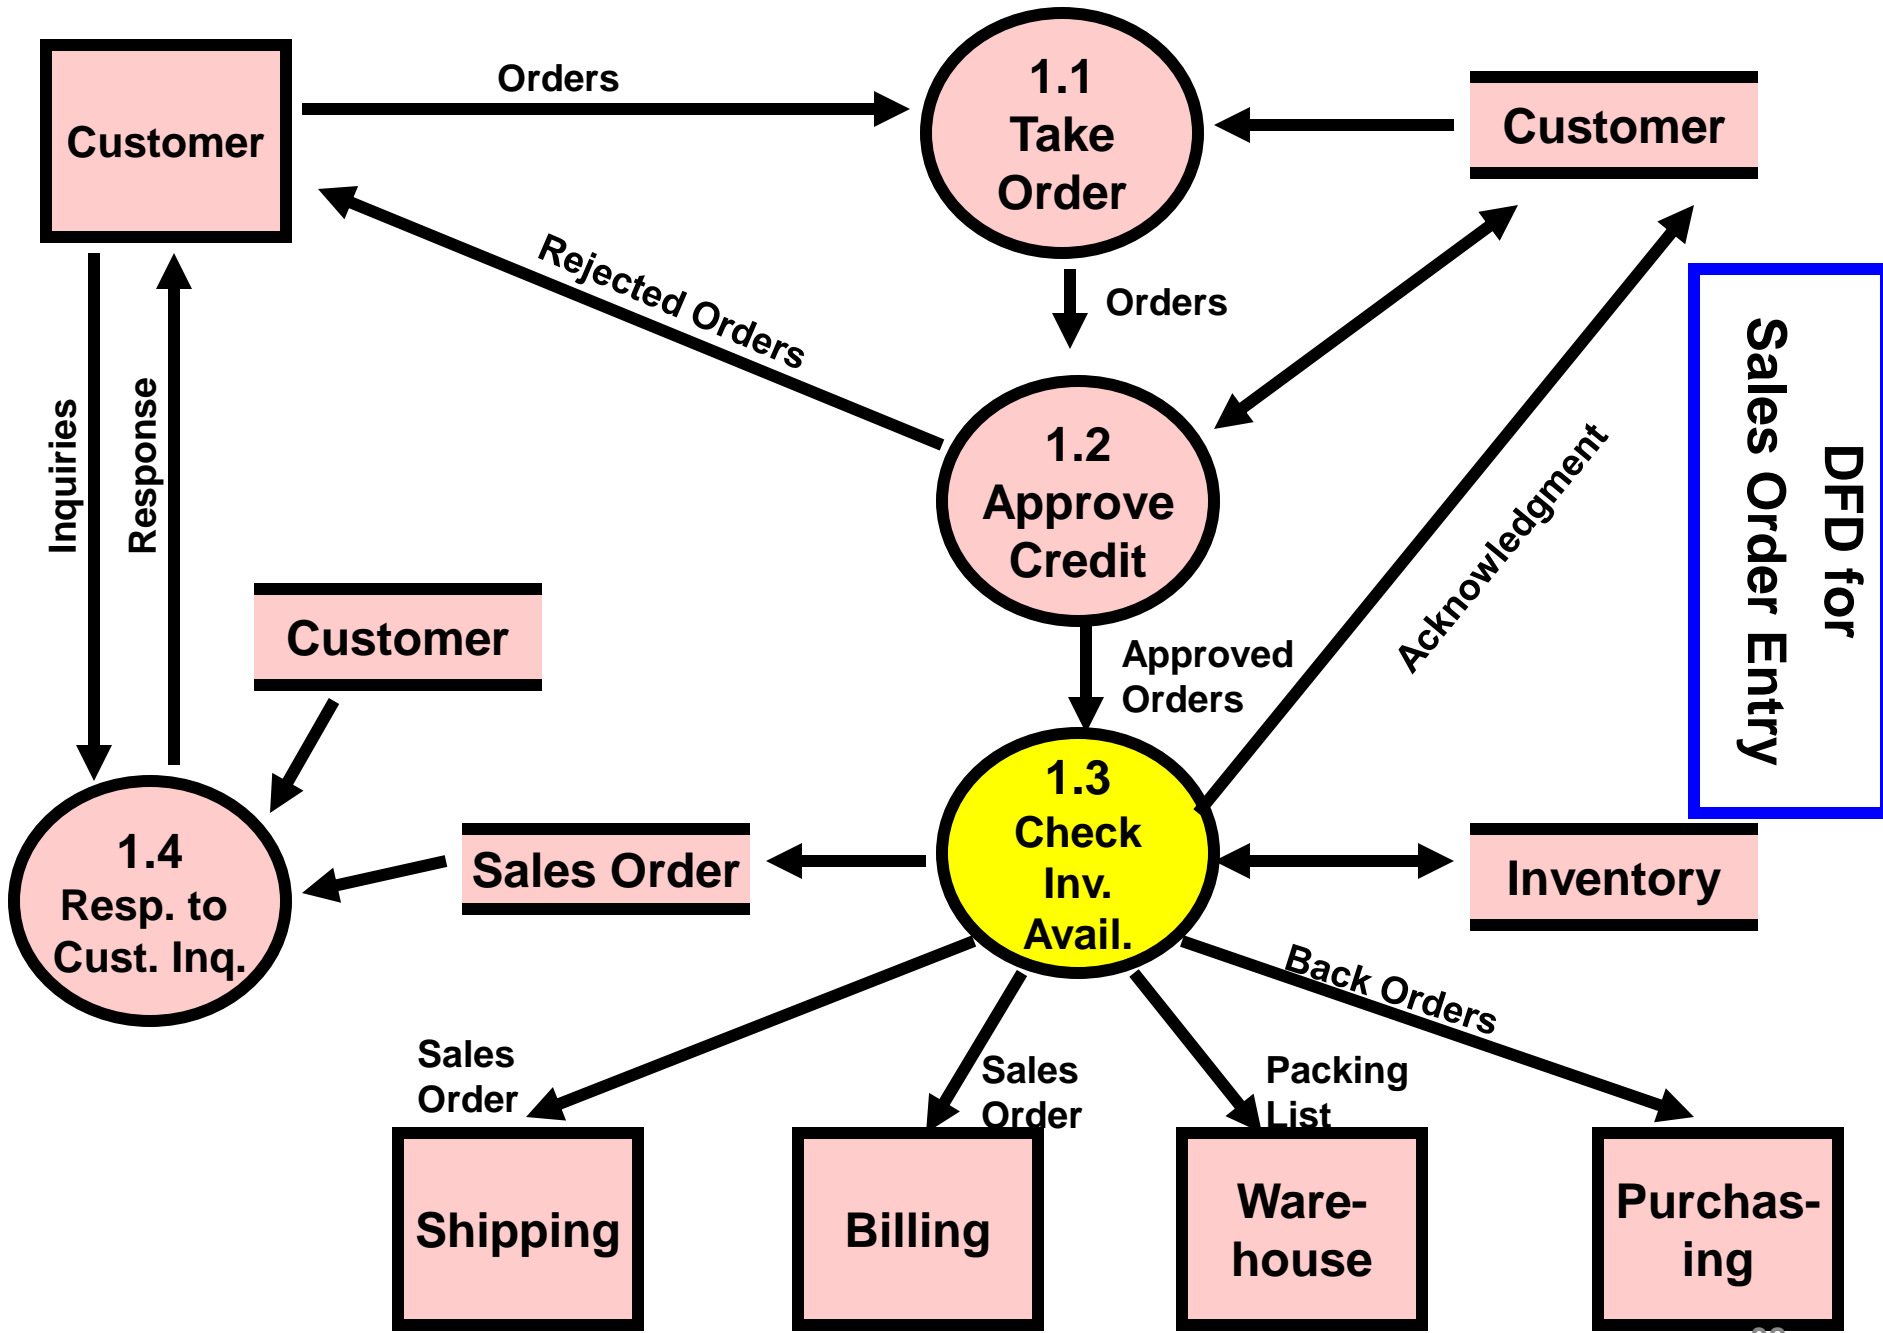 Orders
1.1
Take
Order
Customer
Customer
Rejected Orders
Orders
DFD for
Sales Order Entry
Inquiries
Response
1.2
Approve
Credit
Acknowledgment
Customer
Approved
Orders
1.3
Check
Inv.
Avail.
1.4
Resp. to
Cust. Inq.
Sales Order
Inventory
Back Orders
Sales
Order
Sales
Order
Packing
List
Shipping
Billing
Ware-
house
Purchas-
ing